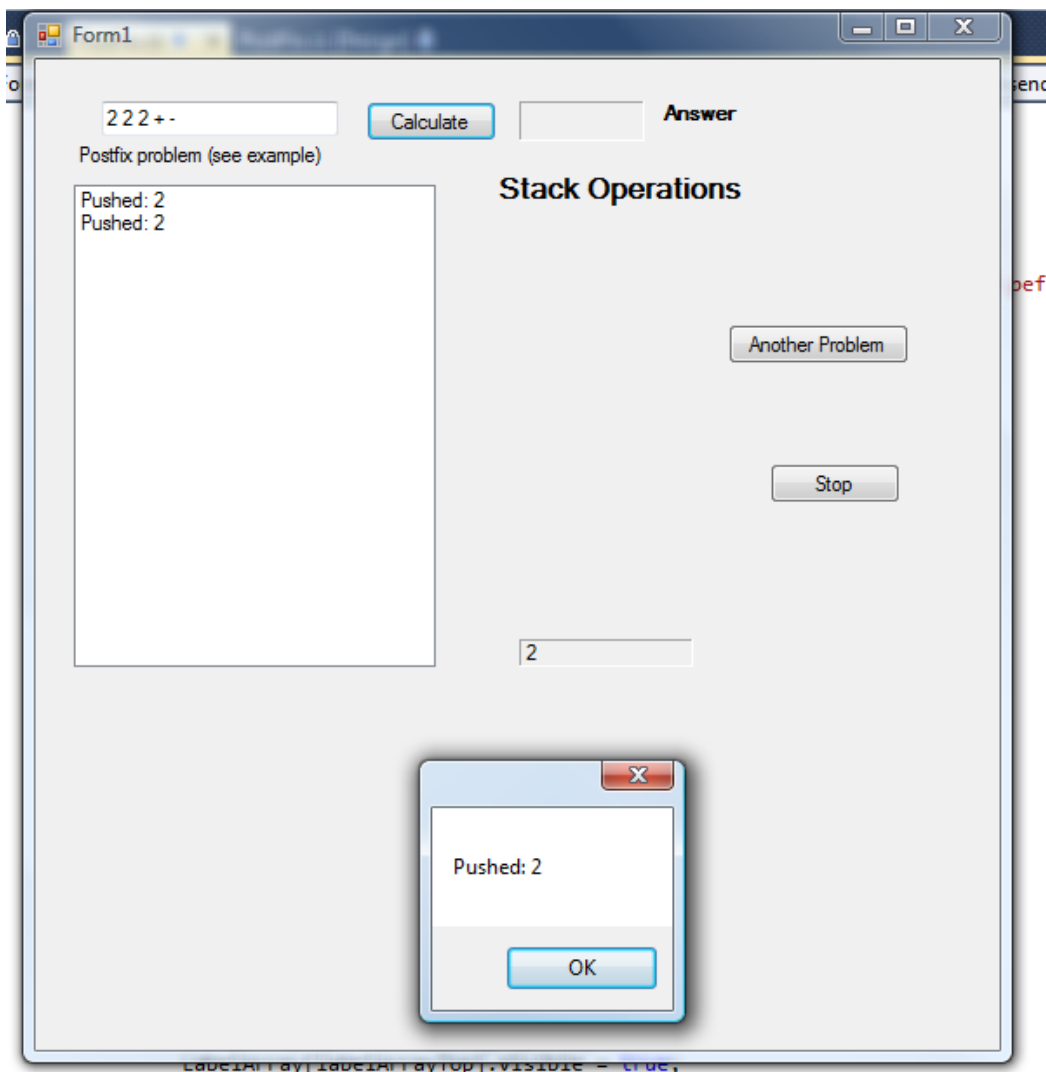 Form1
2 2 2 + -
Calculate
Answer
Postfix problem (see example)
Stack Operations
Pushed: 2
Pushed: 2
Another Problem
Stop
2
Pushed: 2
OK